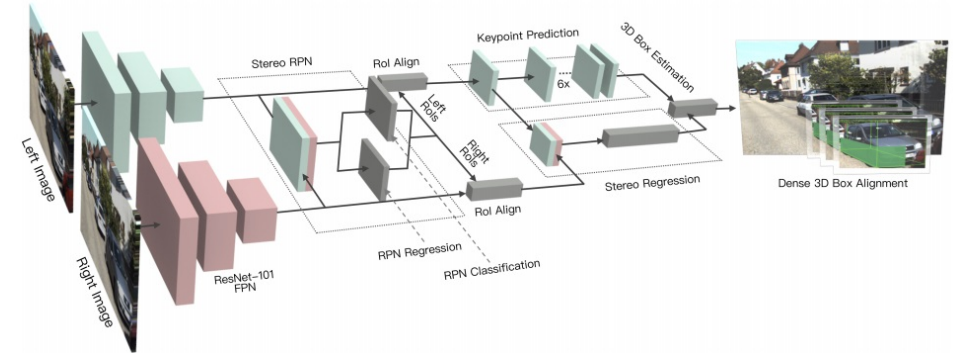 Left Image
Right Image
ResNet-101
FPN
Stereo RPN
RoI Align
Left
RoIs
Right
RoIs
RoI Align
RPN Regression
RPN Classification
Keypoint Prediction
6x
3D Box Estimation
Stereo Regression
Dense 3D Box Alignment